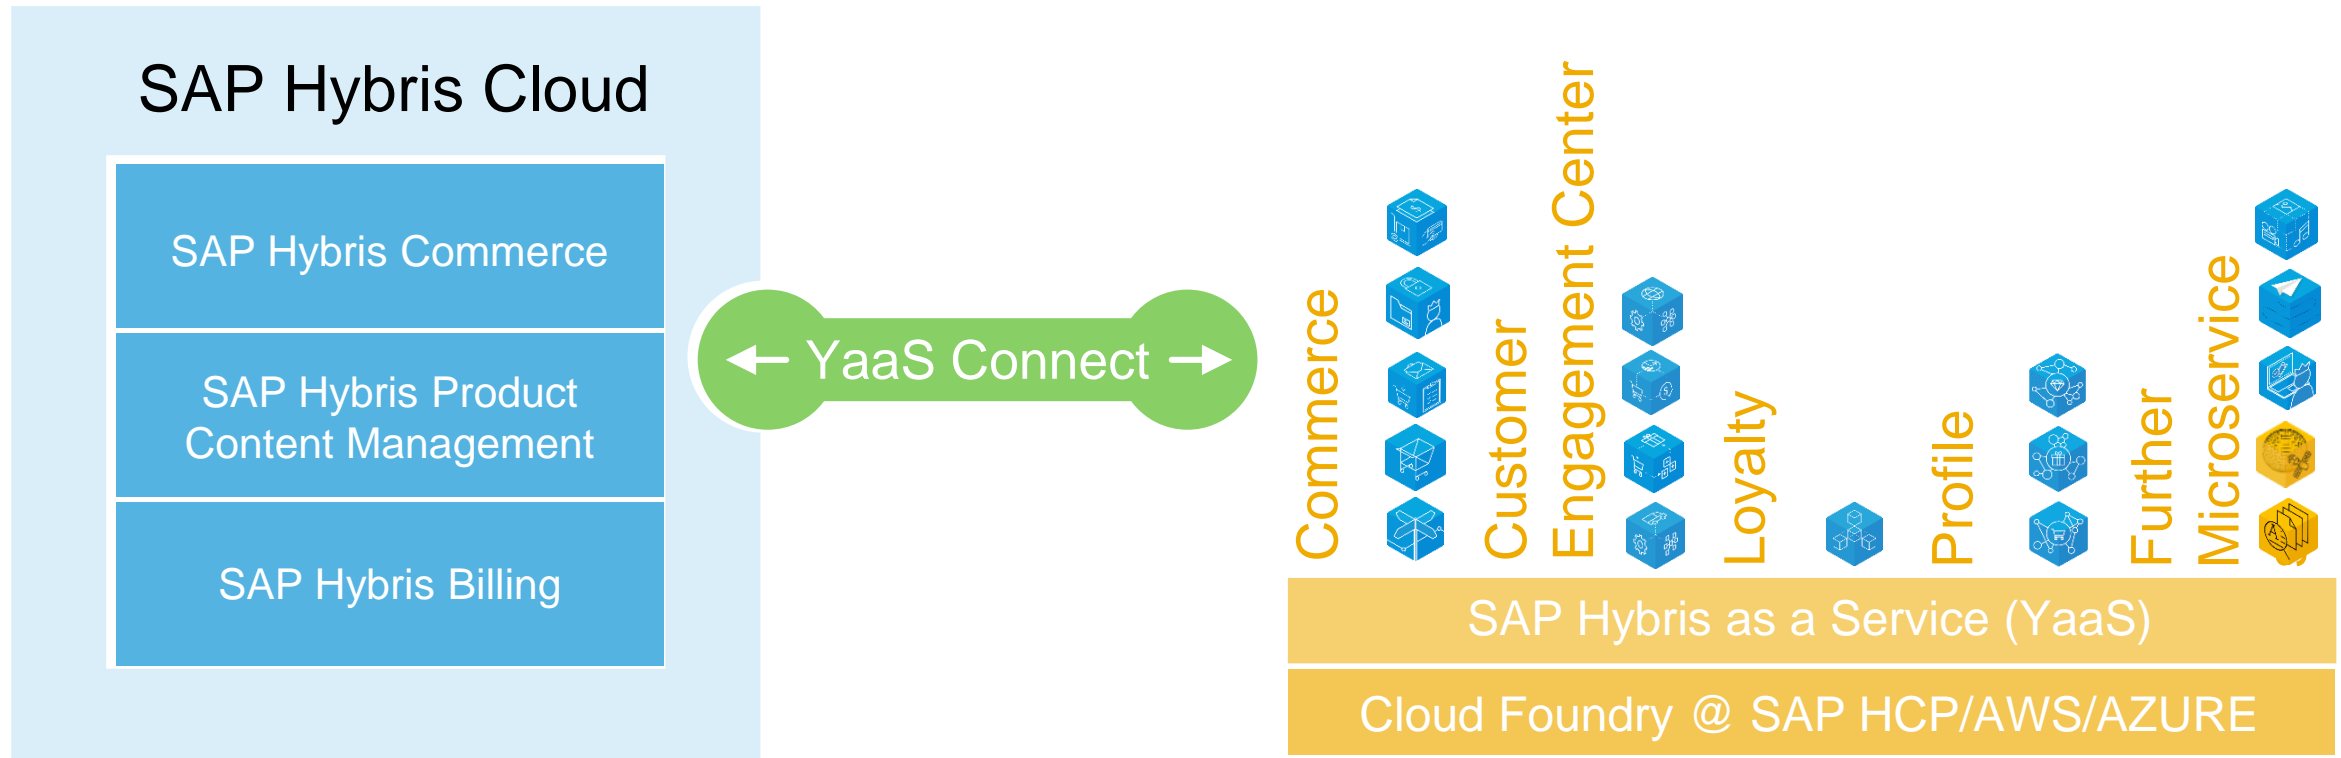 SAP Hybris Cloud
SAP Hybris Commerce
SAP Hybris Product
Content Management
SAP Hybris Billing
YaaS Connect
Commerce
Customer
Engagement Center
Loyalty
Profile
Further
Microservice
SAP Hybris as a Service (YaaS)
Cloud Foundry @ SAP HCP/AWS/AZURE